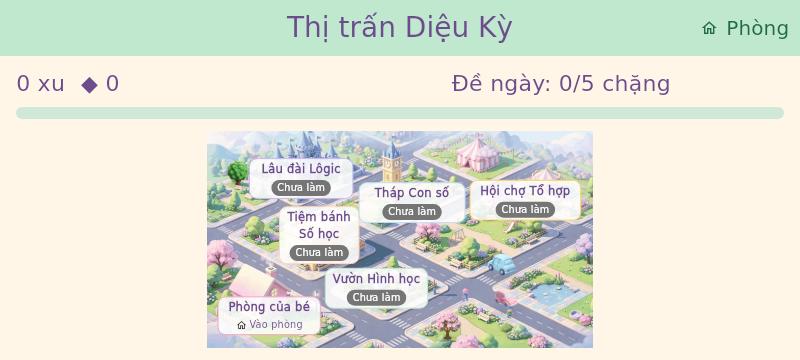 Thị trấn Diệu Kỳ
Phòng
0 xu ◆ 0
Đề ngày: 0/5 chặng
Lâu đài Lôgic
Chưa làm
Tháp Con số
Chưa làm
Hội chợ Tổ hợp
Chưa làm
Tiệm bánh
Số học
Chưa làm
Vườn Hình học
Chưa làm
Phòng của bé
Vào phòng